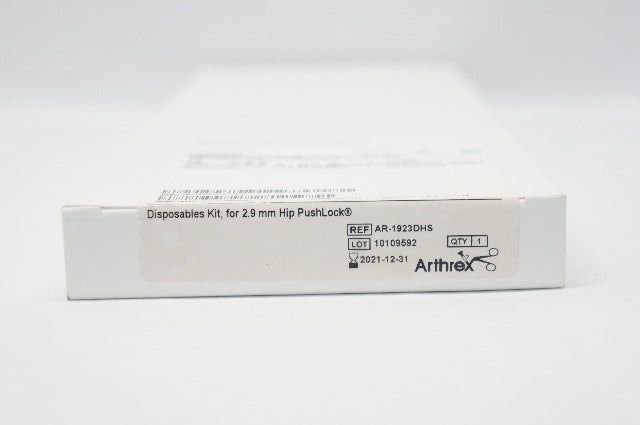 Disposables Kit, for 2.9 mm Hip PushLock®
REF AR-1923DHS
LOT 10109592 QTY 1
2021-12-31
Arthrex